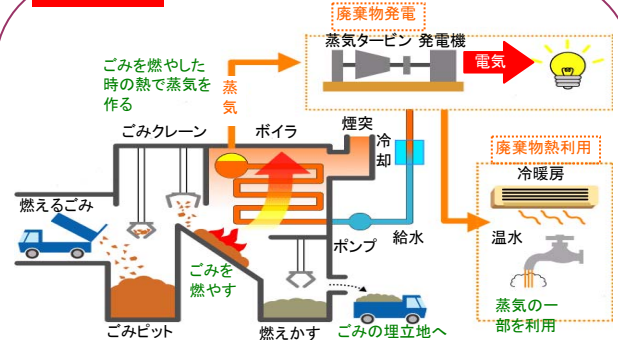 廃棄物発電
蒸気タービン 発電機
電気
ごみを燃やした
時の熱で蒸気を
作る
蒸
気
ごみクレーン
ボイラ
煙突
冷
却
廃棄物熱利用
冷暖房
燃えるごみ
温水
ポンプ
給水
ごみを
燃やす
蒸気の一
部を利用
ごみピット
燃えかす
ごみの埋立地へ